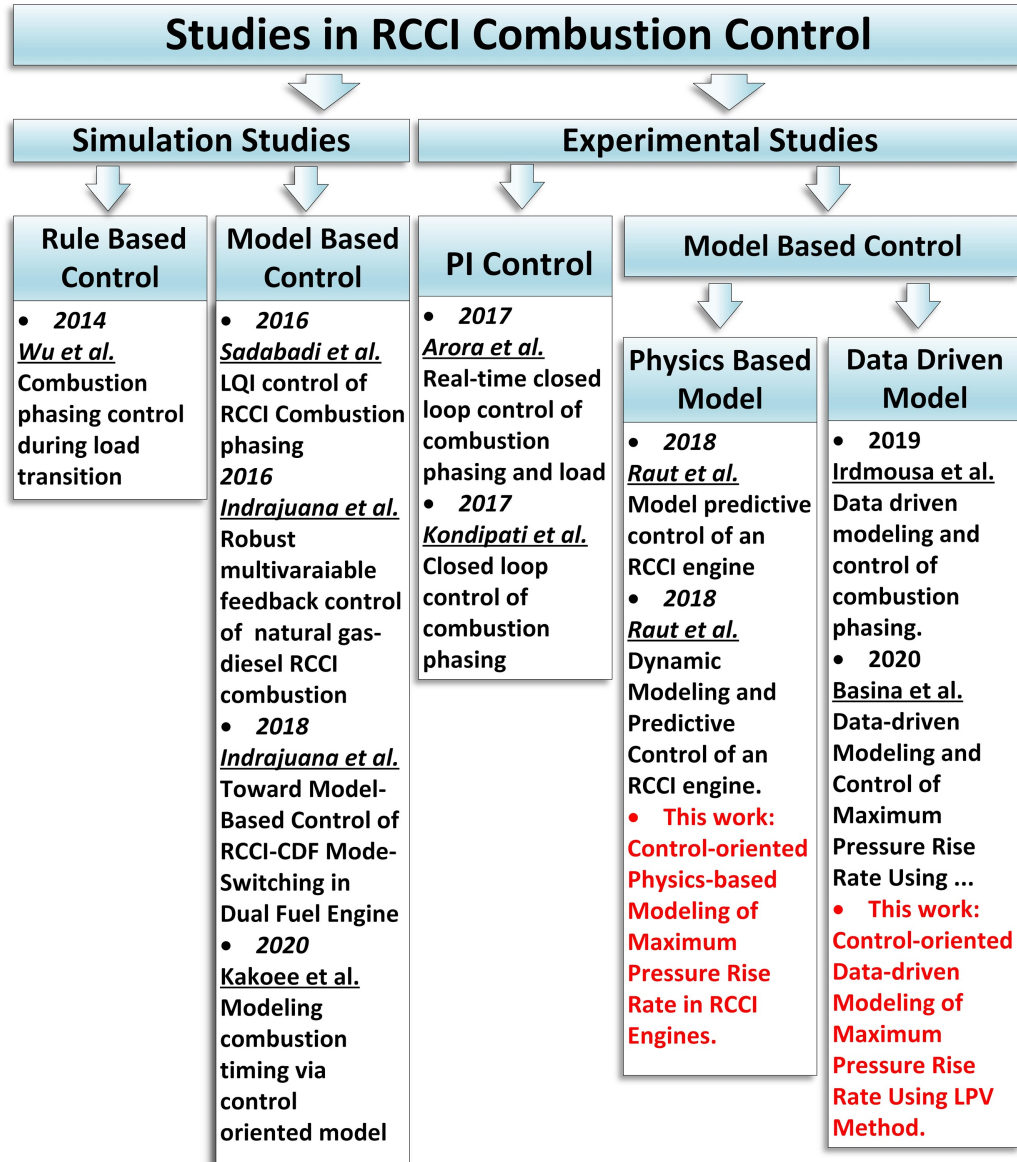 Studies in RCCI Combustion Control
Simulation Studies
Experimental Studies
Rule Based
Control
• 2014
Wu et al.
Combustion
phasing control
during load
transition
Model Based
Control
• 2016
Sadabadi et al.
LQI control of
RCCI Combustion
phasing
2016
Indrajuana et al.
Robust
multivaraiable
feedback control
of natural gas-
diesel RCCI
combustion
• 2018
Indrajuana et al.
Toward Model-
Based Control of
RCCI-CDF Mode-
Switching in
Dual Fuel Engine
• 2020
Kakoee et al.
Modeling
combustion
timing via
control
oriented model
PI Control
• 2017
Arora et al.
Real-time closed
loop control of
combustion
phasing and load
• 2017
Kondipati et al.
Closed loop
control of
combustion
phasing
Model Based Control
Physics Based
Model
• 2018
Raut et al.
Model predictive
control of an
RCCI engine
• 2018
Raut et al.
Dynamic
Modeling and
Predictive
Control of an
RCCI engine.
• This work:
Control-oriented
Physics-based
Modeling of
Maximum
Pressure Rise
Rate in RCCI
Engines.
Data Driven
Model
• 2019
Irdmousa et al.
Data driven
modeling and
control of
combustion
phasing.
• 2020
Basina et al.
Data-driven
Modeling and
Control of
Maximum
Pressure Rise
Rate Using ...
• This work:
Control-oriented
Data-driven
Modeling of
Maximum
Pressure Rise
Rate Using LPV
Method.